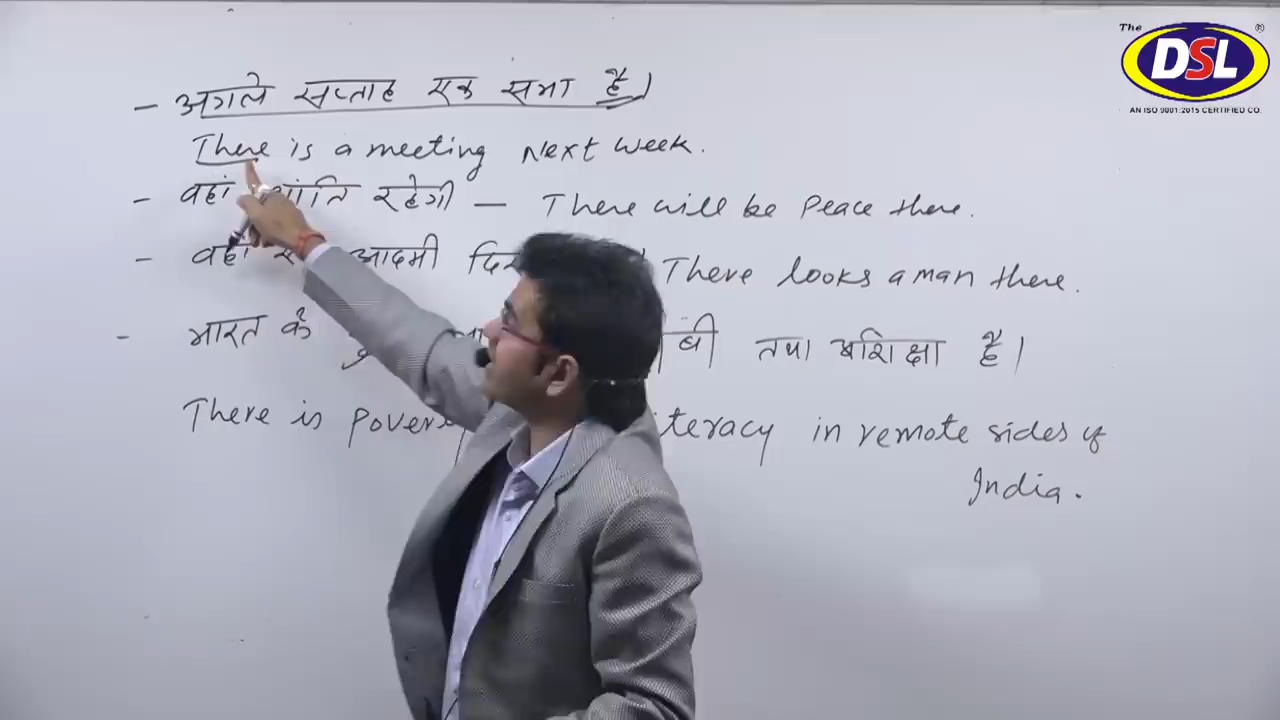 The ®
DSL
AN ISO 9001:2015 CERTIFIED CO.
- अगले सप्ताह एक सभा है।
There is a meeting Next week.
- वहां शांति रहेगी - There will be Peace there.
- वहां आदमी There looks a man there.
- भारत के तथा अशिक्षा है।
There is in remote sides of
India.